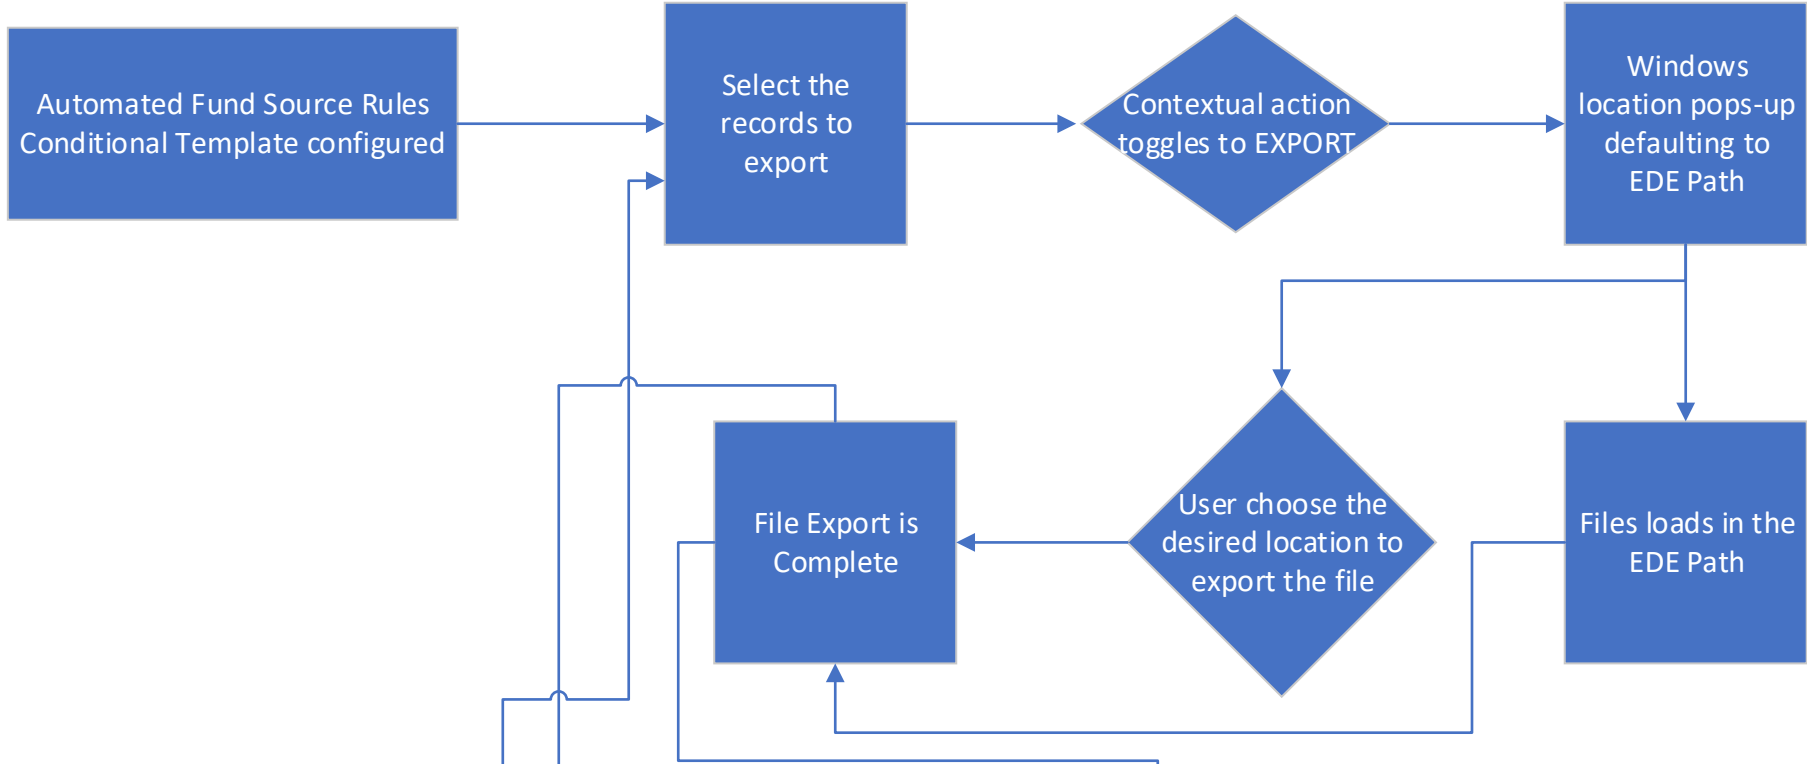 Automated Fund Source Rules
Conditional Template configured
Select the
records to
export
Contextual action
toggles to EXPORT
Windows
location pops-up
defaulting to
EDE Path
File Export is
Complete
User choose the
desired location to
export the file
Files loads in the
EDE Path